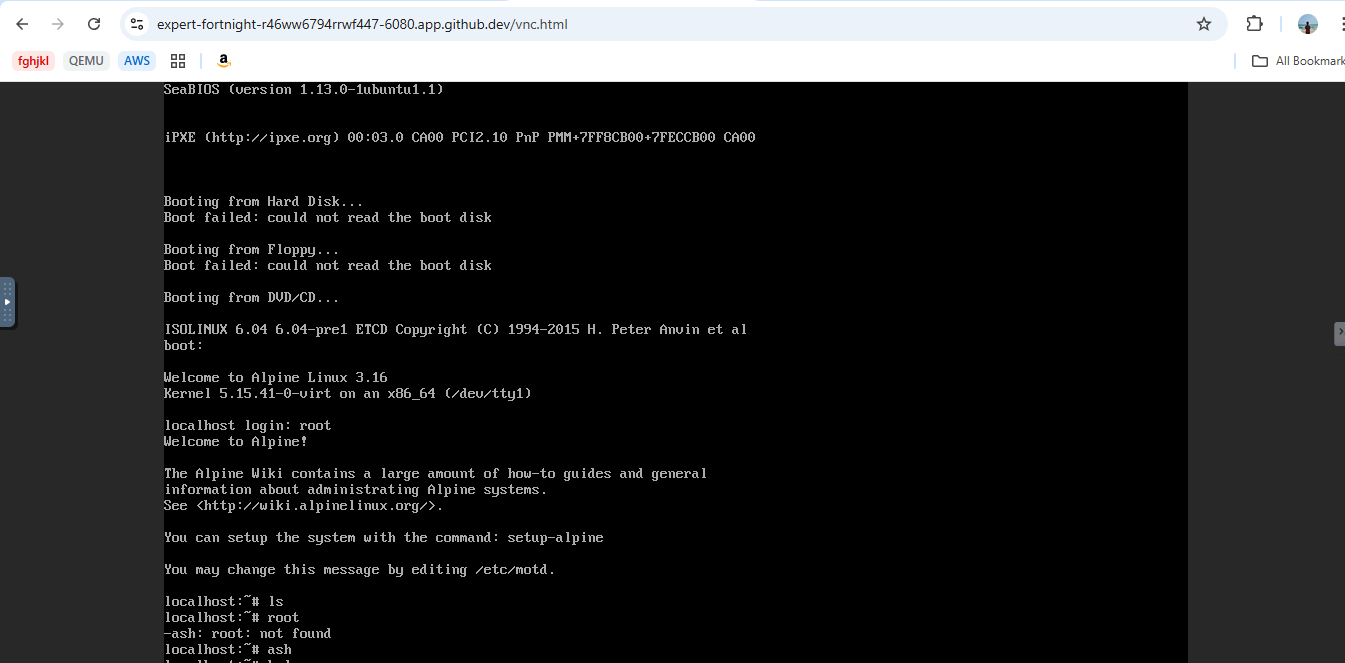 expert-fortnight-r46ww6794rrwf447-6080.app.github.dev/vnc.html
fghjkl QEMU AWS a All Bookmark
SeaBIOS (version 1.13.0-1ubuntu1.1)
iPXE (http://ipxe.org) 00:03.0 CA00 PCI2.10 PnP PMM+7FF8CB00+7FECCB00 CA00
Booting from Hard Disk...
Boot failed: could not read the boot disk
Booting from Floppy...
Boot failed: could not read the boot disk
Booting from DVD/CD...
ISOLINUX 6.04 6.04-pre1 ETCD Copyright (C) 1994-2015 H. Peter Anvin et al
boot:
Welcome to Alpine Linux 3.16
Kernel 5.15.41-0-virt on an x86_64 (/dev/tty1)
localhost login: root
Welcome to Alpine!
The Alpine Wiki contains a large amount of how-to guides and general
information about administrating Alpine systems.
See <http://wiki.alpinelinux.org/>.
You can setup the system with the command: setup-alpine
You may change this message by editing /etc/motd.
localhost:~# ls
localhost:~# root
-ash: root: not found
localhost:~# ash